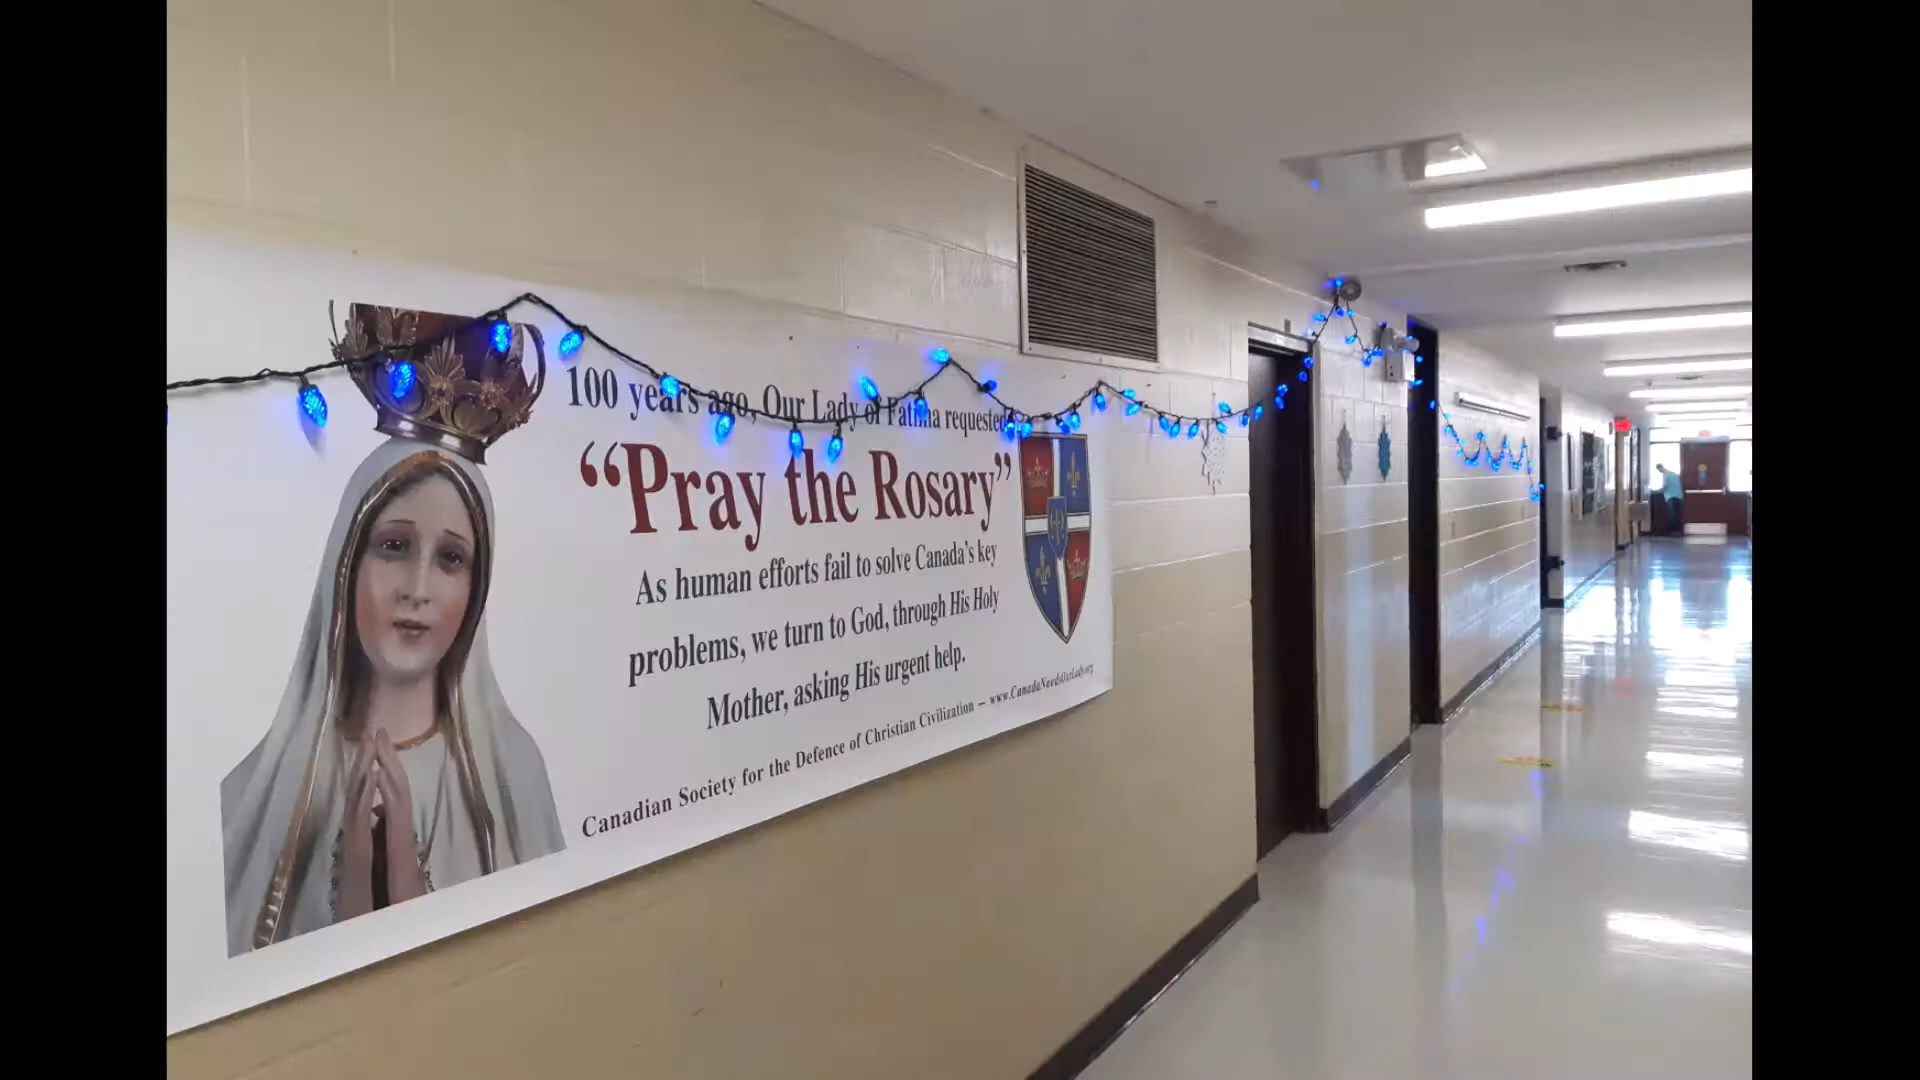 100 years ago, Our Lady of Fatima requested
“Pray the Rosary”
As human efforts fail to solve Canada’s key
problems, we turn to God, through His Holy
Mother, asking His urgent help.
Canadian Society for the Defence of Christian Civilization – www.CanadaNeedsOurLady.org